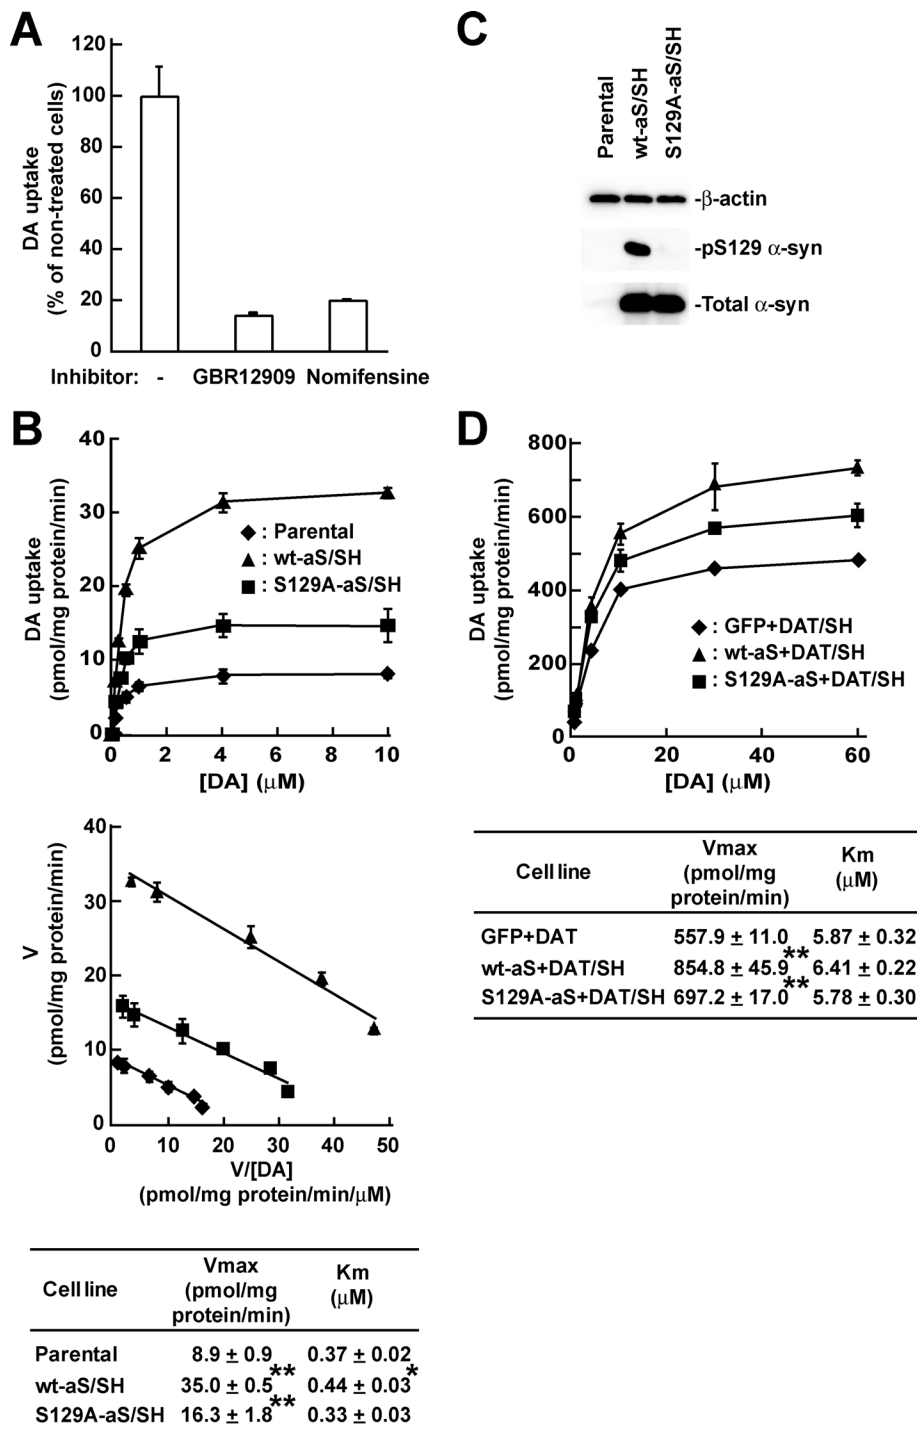 A
120
100
80
60
40
20
0
DA uptake
(% of non-treated cells)
Inhibitor: - GBR12909 Nomifensine
C
Parental
wt-aS/SH
S129A-aS/SH
-β-actin
-pS129 α-syn
-Total α-syn
B
40
30
20
10
0
DA uptake
(pmol/mg protein/min)
: Parental
: wt-aS/SH
: S129A-aS/SH
0 2 4 6 8 10
[DA] (μM)
40
30
20
10
0
V
(pmol/mg protein/min)
0 10 20 30 40 50
V/[DA]
(pmol/mg protein/min/μM)
Cell line Vmax (pmol/mg protein/min) Km (μM)
Parental 8.9 ± 0.9 0.37 ± 0.02
** *
wt-aS/SH 35.0 ± 0.5 0.44 ± 0.03
**
S129A-aS/SH 16.3 ± 1.8 0.33 ± 0.03
D
800
600
400
200
0
DA uptake
(pmol/mg protein/min)
: GFP+DAT/SH
: wt-aS+DAT/SH
: S129A-aS+DAT/SH
0 20 40 60
[DA] (μM)
Cell line Vmax (pmol/mg protein/min) Km (μM)
GFP+DAT 557.9 ± 11.0 5.87 ± 0.32
**
wt-aS+DAT/SH 854.8 ± 45.9 6.41 ± 0.22
**
S129A-aS+DAT/SH 697.2 ± 17.0 5.78 ± 0.30